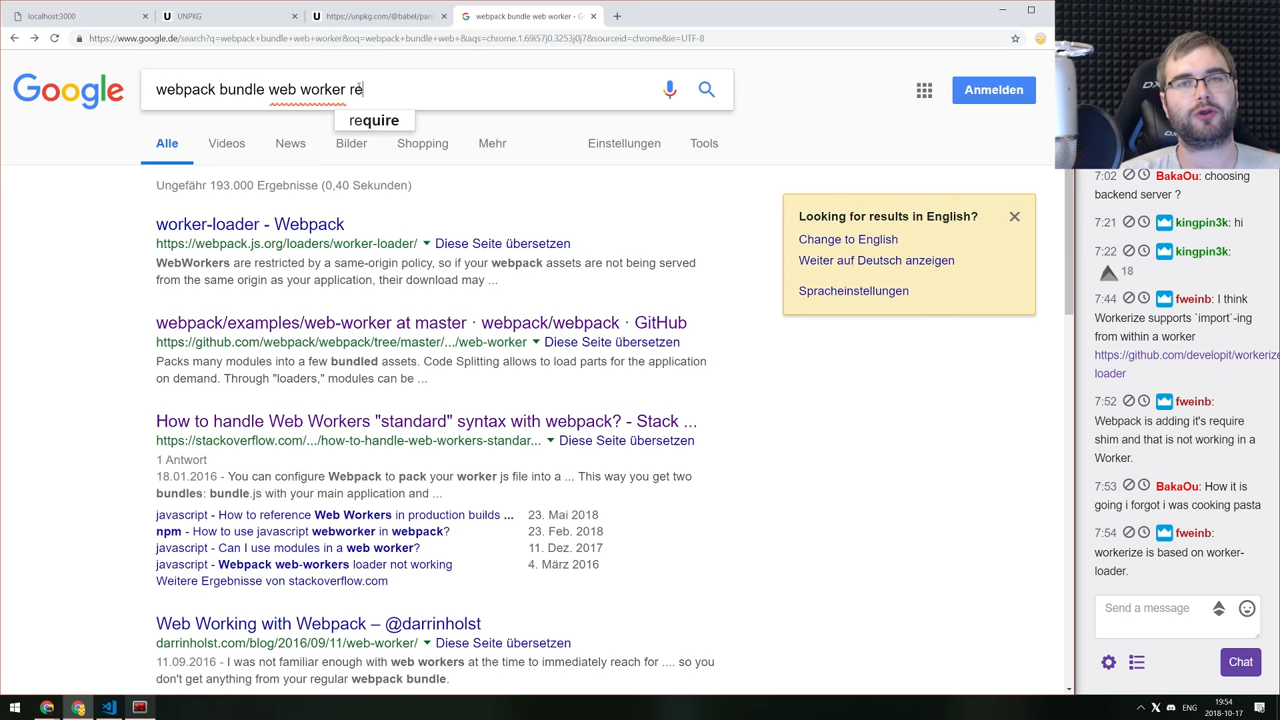 localhost:3000
UNPKG
https://unpkg.com/@babel/pars
webpack bundle web worker - G
https://www.google.de/search?q=webpack+bundle+web+worker&oq=webpack+bundle+web+&aqs=chrome.1.69i57j0.3253j0j7&sourceid=chrome&ie=UTF-8
Google
webpack bundle web worker re
require
Anmelden
Alle Videos News Bilder Shopping Mehr Einstellungen Tools
Ungefähr 193.000 Ergebnisse (0,40 Sekunden)
Looking for results in English?
Change to English
Weiter auf Deutsch anzeigen
Spracheinstellungen
worker-loader - Webpack
https://webpack.js.org/loaders/worker-loader/ Diese Seite übersetzen
WebWorkers are restricted by a same-origin policy, so if your webpack assets are not being served
from the same origin as your application, their download may ...
webpack/examples/web-worker at master · webpack/webpack · GitHub
https://github.com/webpack/webpack/tree/master/.../web-worker Diese Seite übersetzen
Packs many modules into a few bundled assets. Code Splitting allows to load parts for the application
on demand. Through "loaders," modules can be ...
How to handle Web Workers "standard" syntax with webpack? - Stack ...
https://stackoverflow.com/.../how-to-handle-web-workers-standar... Diese Seite übersetzen
1 Antwort
18.01.2016 - You can configure Webpack to pack your worker js file into a ... This way you get two
bundles: bundle.js with your main application and ...
javascript - How to reference Web Workers in production builds ... 23. Mai 2018
npm - How to use javascript webworker in webpack? 23. Feb. 2018
javascript - Can I use modules in a web worker? 11. Dez. 2017
javascript - Webpack web-workers loader not working 4. März 2016
Weitere Ergebnisse von stackoverflow.com
Web Working with Webpack – @darrinholst
darrinholst.com/blog/2016/09/11/web-worker/ Diese Seite übersetzen
11.09.2016 - I was not familiar enough with web workers at the time to immediately reach for .... so you
don't get anything from your regular webpack bundle.
7:02 BakaOu: choosing
backend server ?
7:21 kingpin3k: hi
7:22 kingpin3k:
18
7:44 fweinb: I think
Workerize supports `import`-ing
from within a worker
https://github.com/developit/workerize
loader
7:52 fweinb:
Webpack is adding it's require
shim and that is not working in a
Worker.
7:53 BakaOu: How it is
going i forgot i was cooking pasta
7:54 fweinb:
workerize is based on worker-
loader.
Send a message
Chat
ENG
19:54
2018-10-17